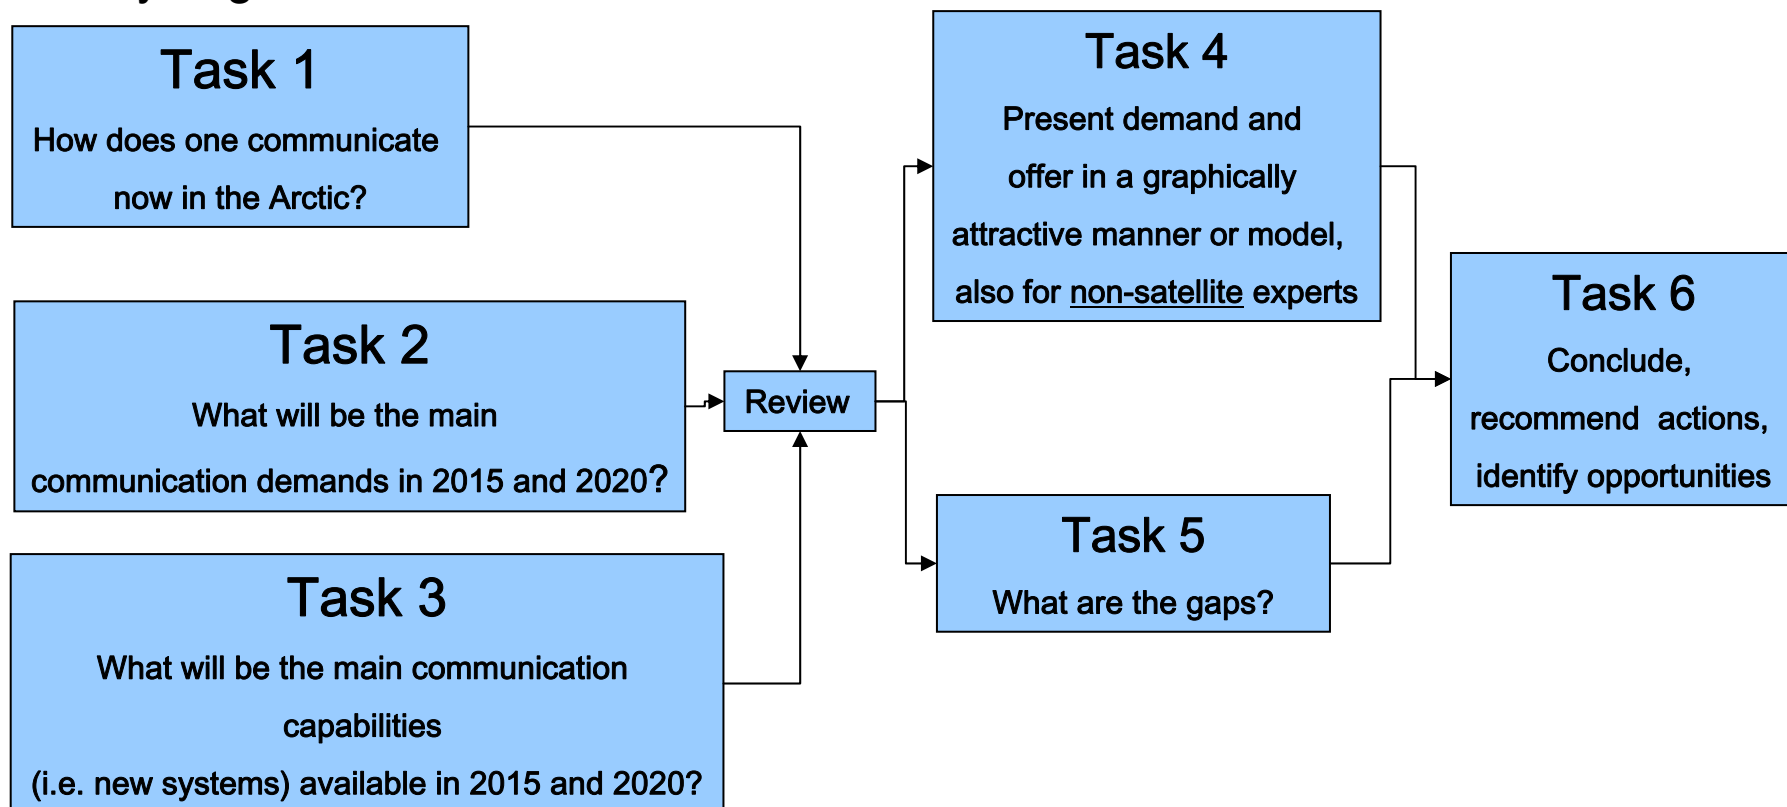 Task 1
How does one communicate
now in the Arctic?
Task 2
What will be the main
communication demands in 2015 and 2020?
Task 3
What will be the main communication
capabilities
(i.e. new systems) available in 2015 and 2020?
Review
Task 4
Present demand and
offer in a graphically
attractive manner or model,
also for non-satellite experts
Task 5
What are the gaps?
Task 6
Conclude,
recommend actions,
identify opportunities